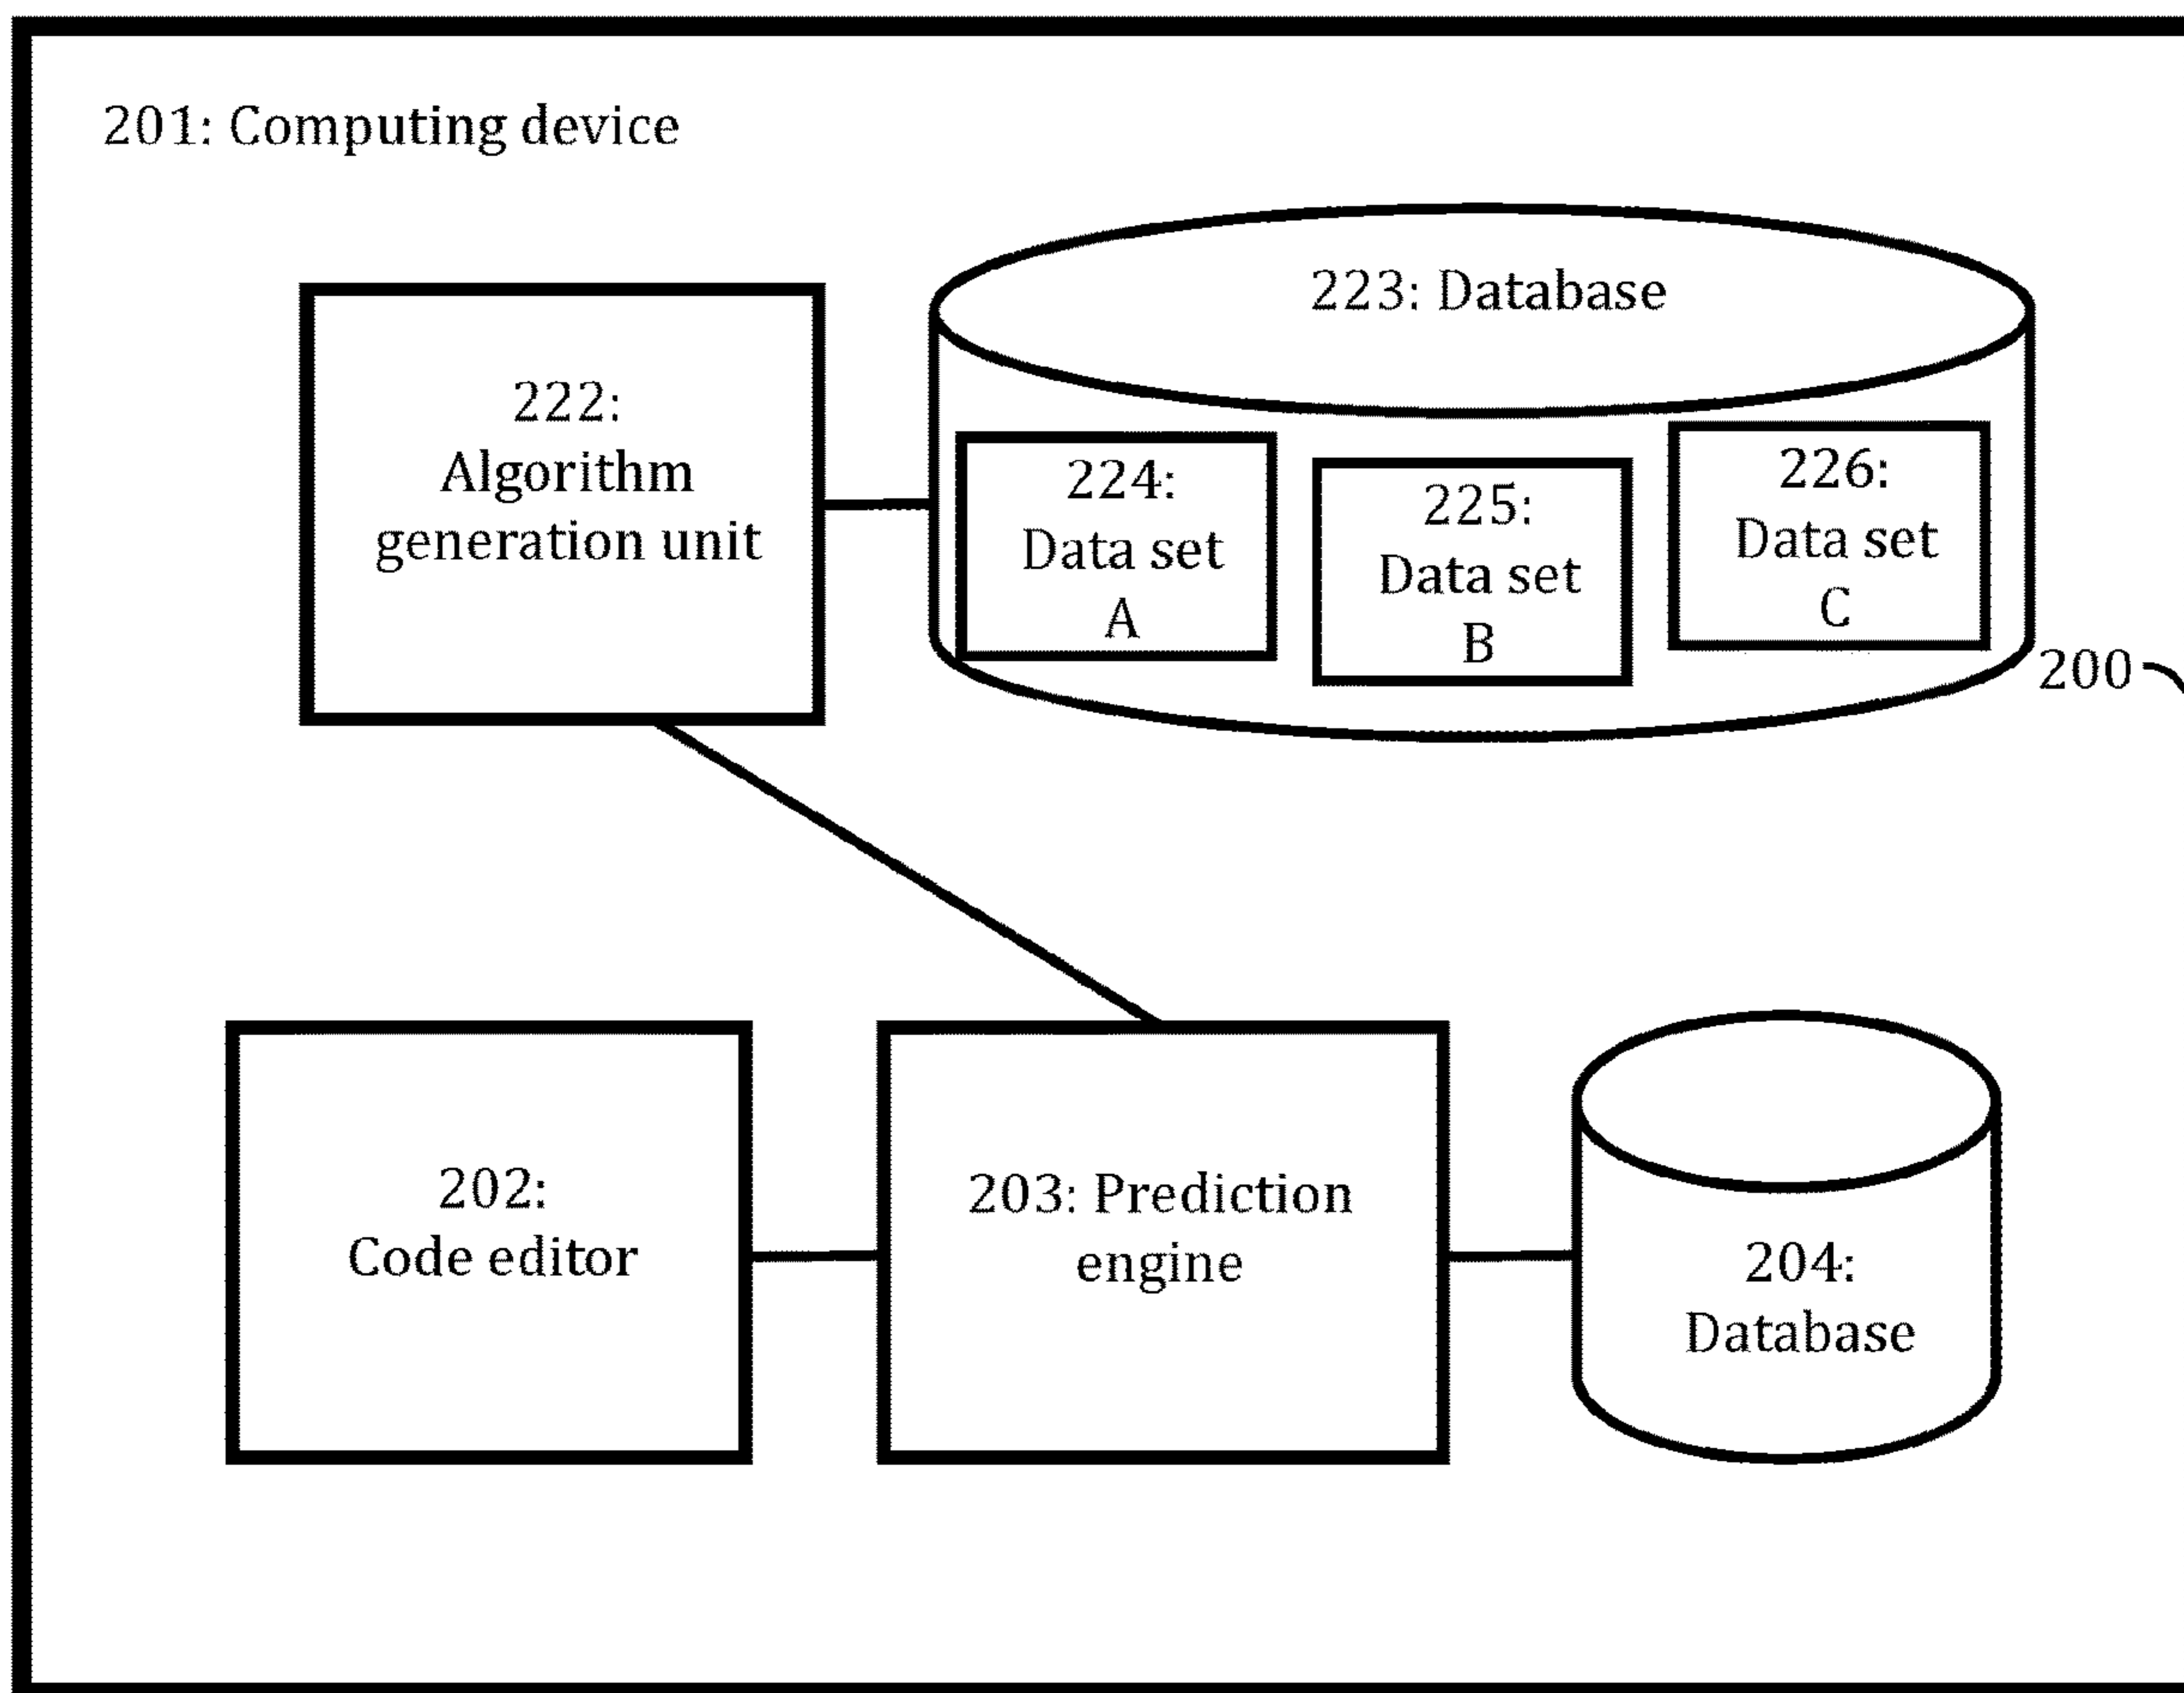 201: Computing device
223: Database
222:
Algorithm
generation unit
224:
Data set
A
225:
Data set
B
226:
Data set
C
200
202:
Code editor
203: Prediction
engine
204:
Database